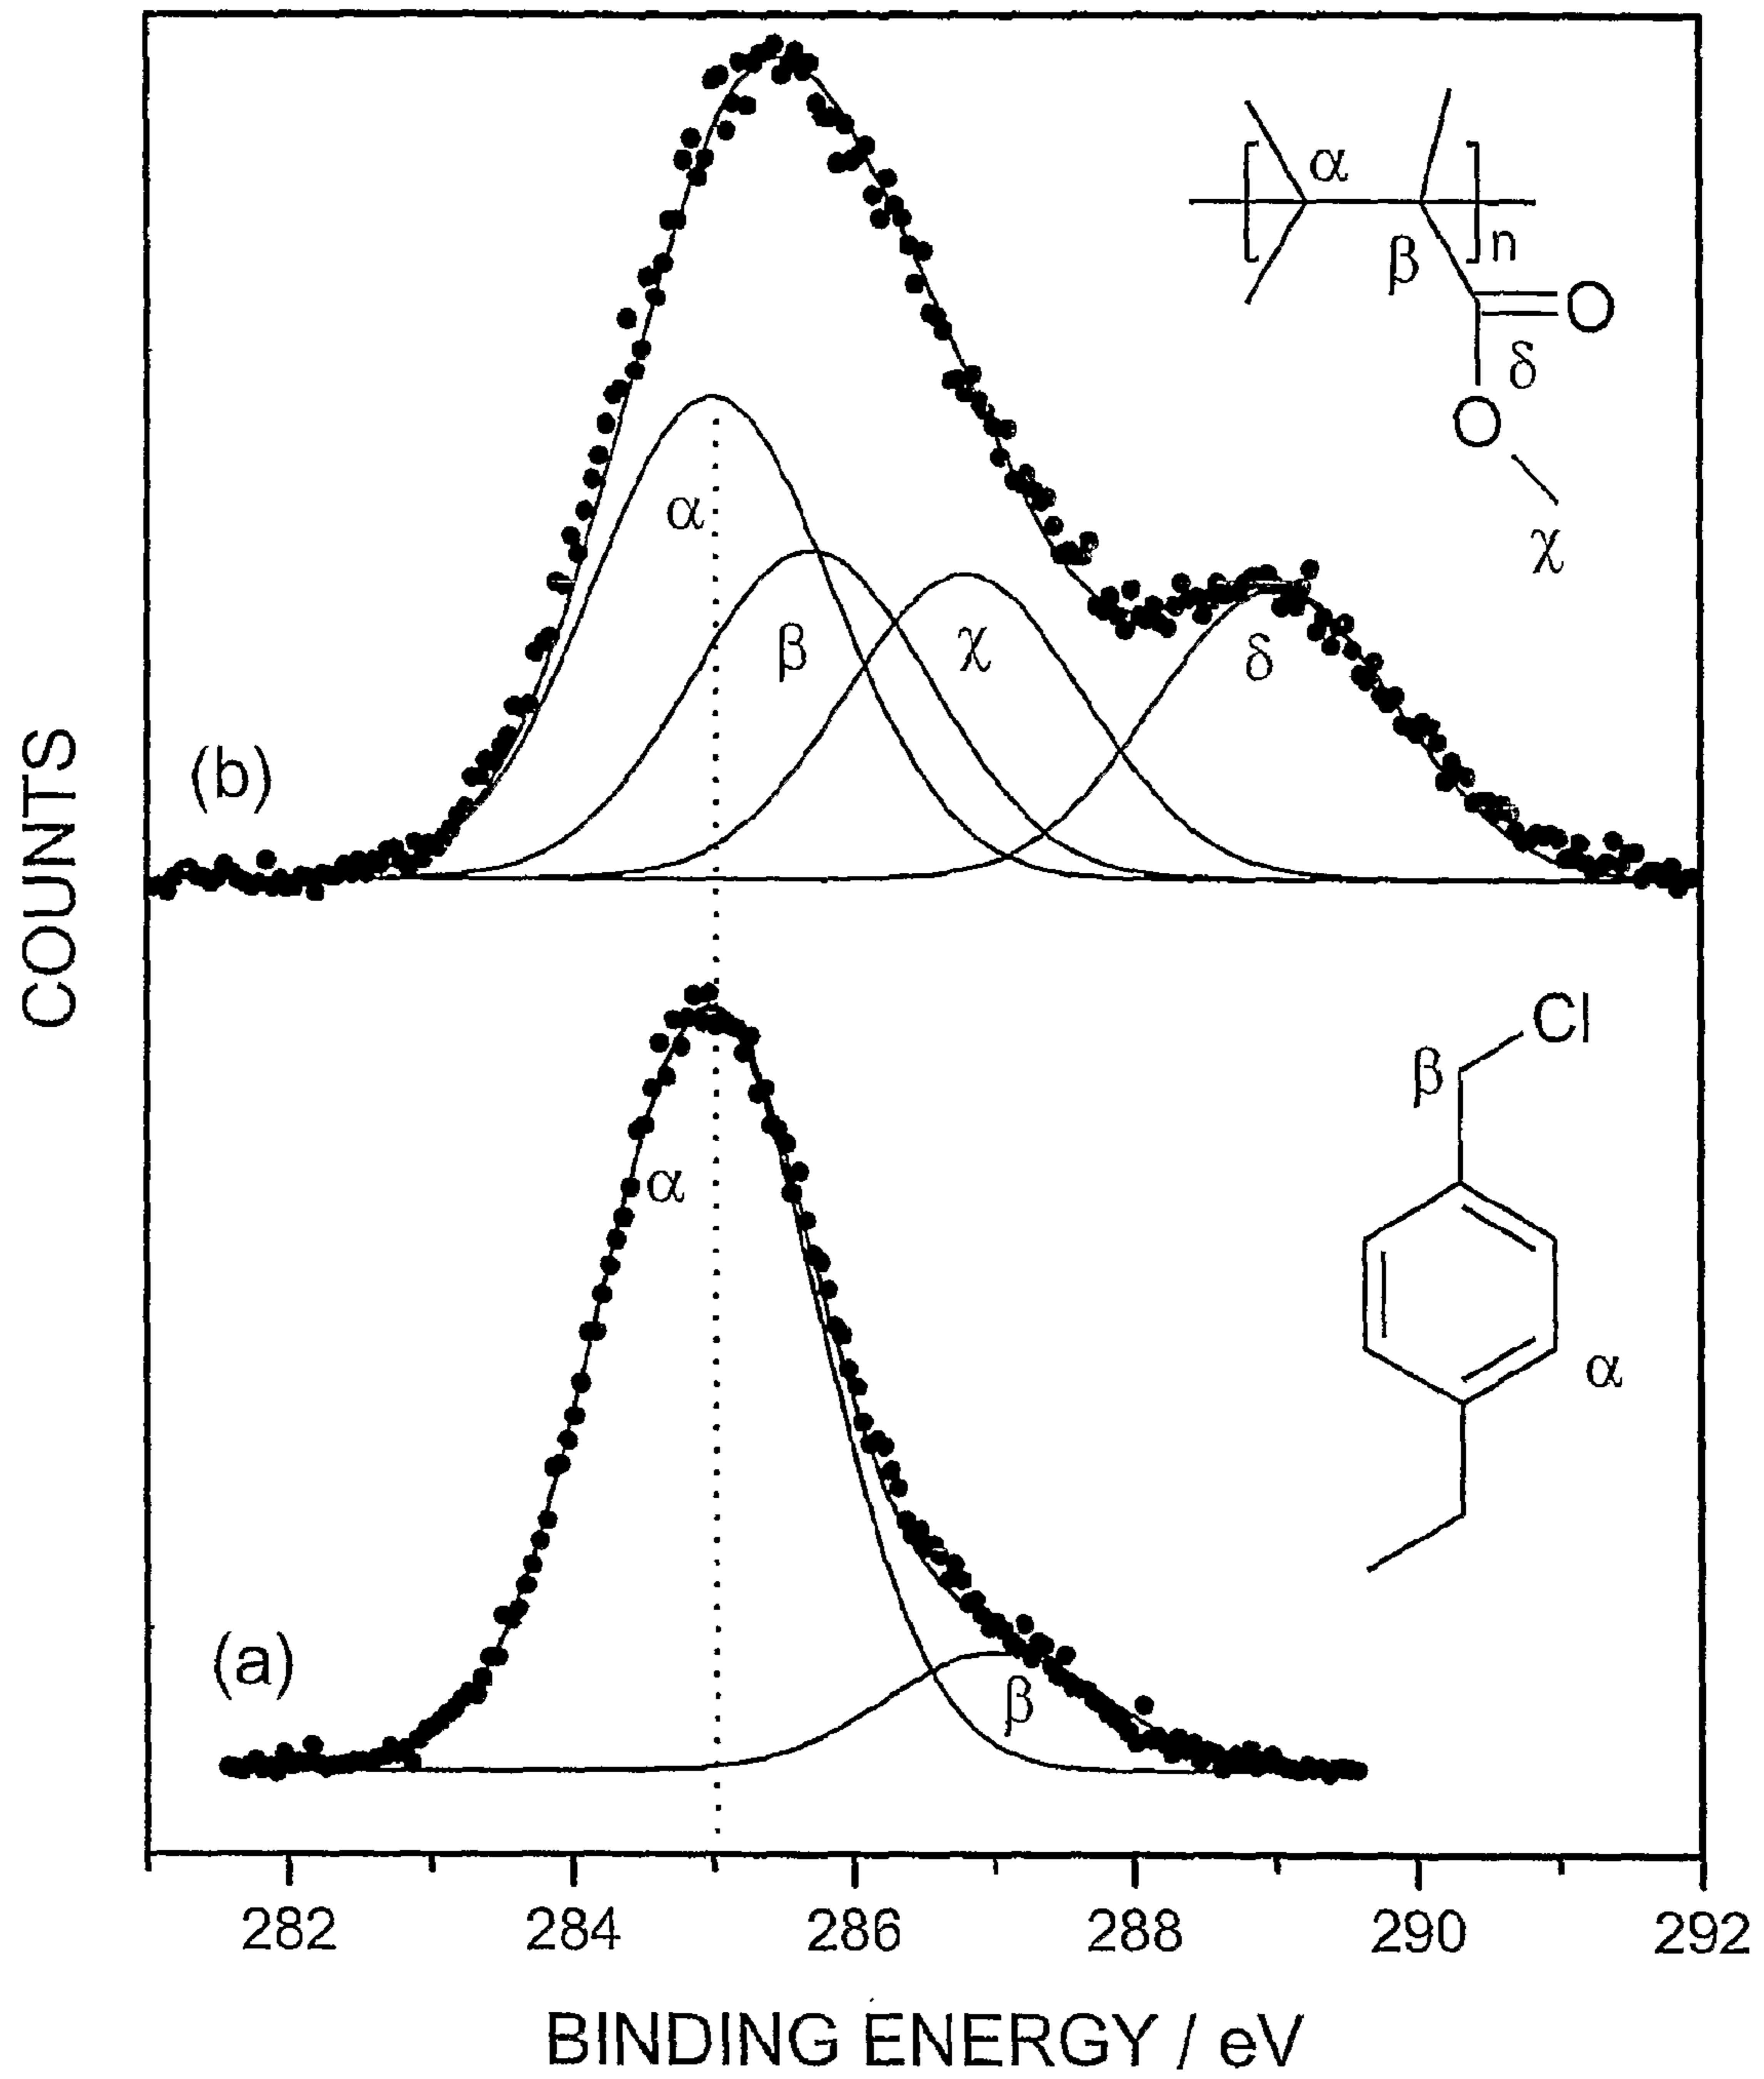 COUNTS
(b)
α
β
χ
δ
α
β
n
O
δ
O
χ
(a)
α
β
Cl
β
α
282 284 286 288 290 292
BINDING ENERGY / eV